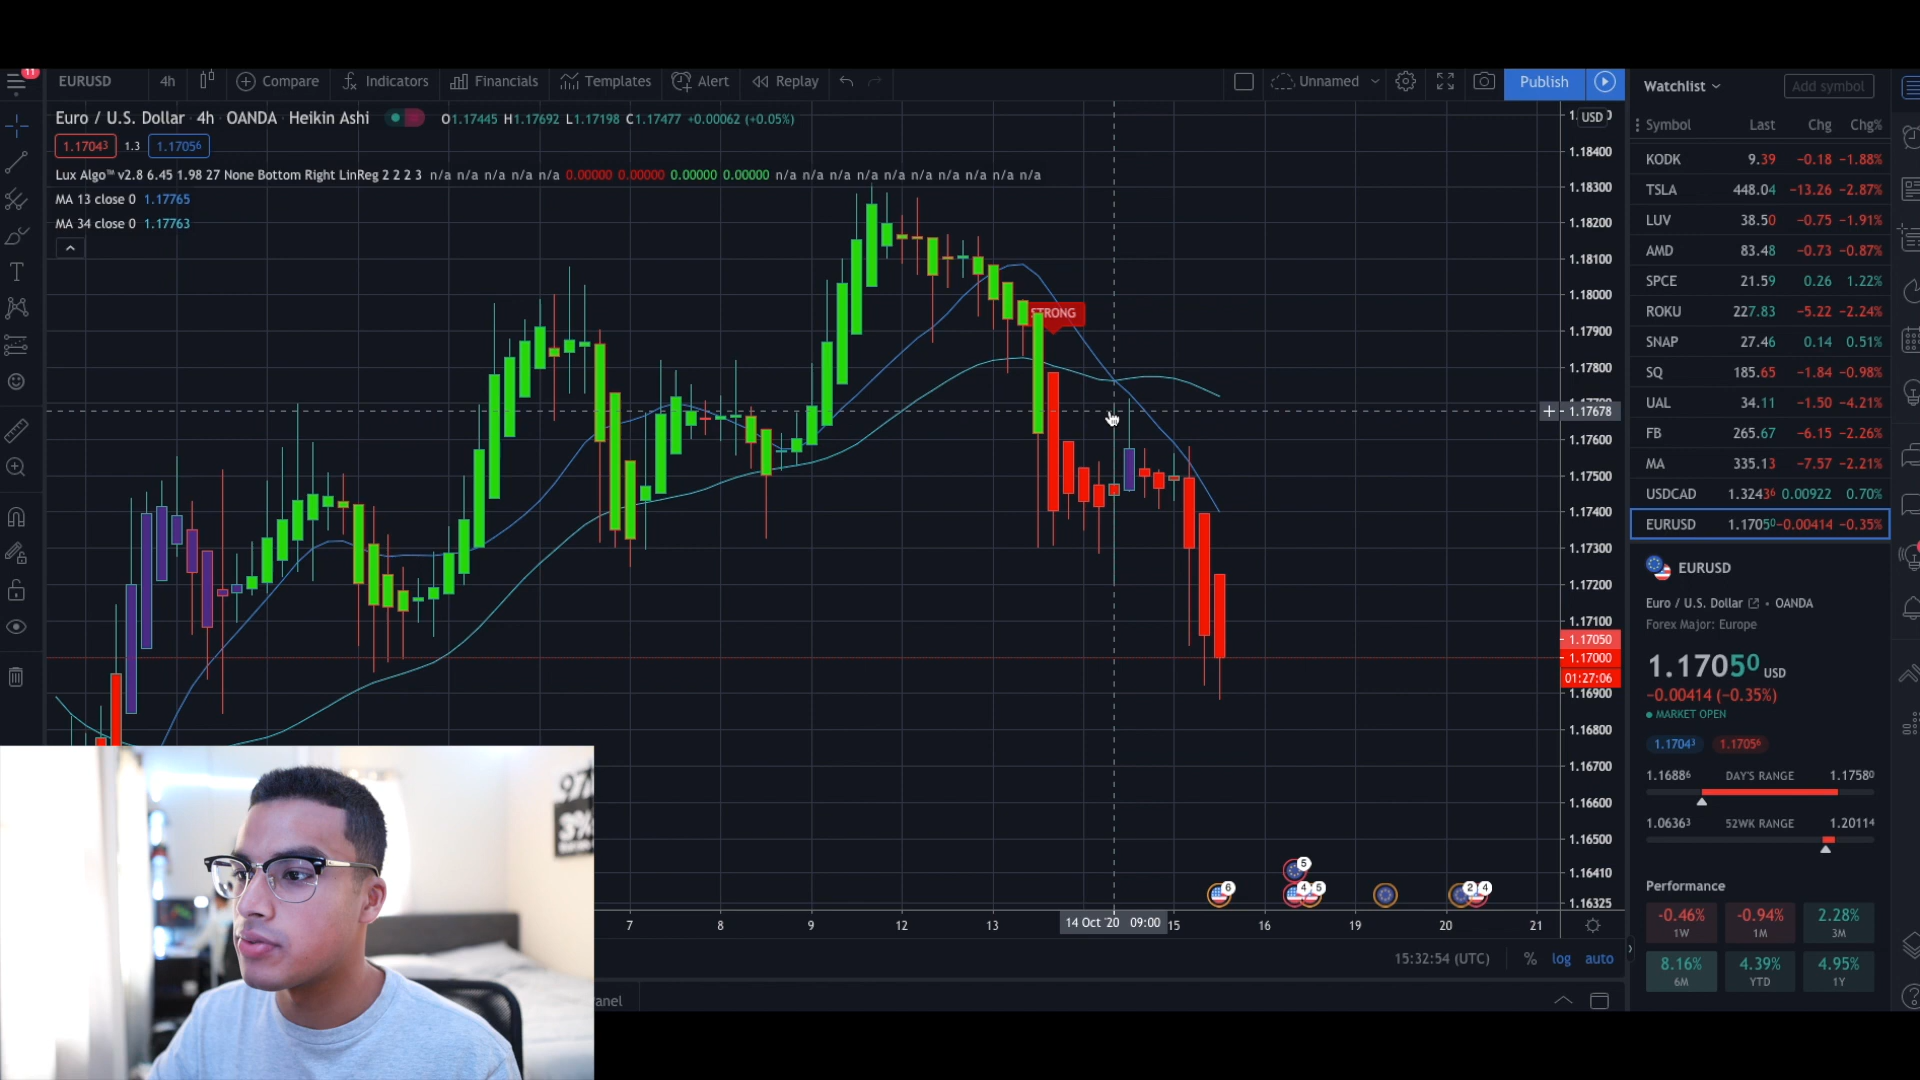 11
EURUSD 4h Compare Indicators Financials Templates Alert Replay Unnamed Publish
Euro / U.S. Dollar · 4h · OANDA · Heikin Ashi O1.17445 H1.17692 L1.17198 C1.17477 +0.00062 (+0.05%)
1.17043 1.3 1.17056
Lux Algo™ v2.8 6.45 1.98 27 None Bottom Right LinReg 2 2 2 3 n/a n/a n/a n/a n/a 0.00000 0.00000 0.00000 0.00000 n/a n/a n/a n/a n/a n/a n/a n/a n/a n/a
MA 13 close 0 1.17765
MA 34 close 0 1.17763
STRONG
USD
1.18400
1.18300
1.18200
1.18100
1.18000
1.17900
1.17800
1.17678
1.17600
1.17500
1.17400
1.17300
1.17200
1.17100
1.17050
1.17000
01:27:06
1.16900
1.16800
1.16700
1.16600
1.16500
1.16410
1.16325
5
6 4 5 2 4
7 8 9 12 13 14 Oct '20 09:00 15 16 19 20 21
15:32:54 (UTC) % log auto
anel
Watchlist Add symbol
Symbol Last Chg Chg%
KODK 9.39 −0.18 −1.88%
TSLA 448.04 −13.26 −2.87%
LUV 38.50 −0.75 −1.91%
AMD 83.48 −0.73 −0.87%
SPCE 21.59 0.26 1.22%
ROKU 227.83 −5.22 −2.24%
SNAP 27.46 0.14 0.51%
SQ 185.65 −1.84 −0.98%
UAL 34.11 −1.50 −4.21%
FB 265.67 −6.15 −2.26%
MA 335.13 −7.57 −2.21%
USDCAD 1.32436 0.00922 0.70%
EURUSD 1.17050 −0.00414 −0.35%
EURUSD
Euro / U.S. Dollar • OANDA
Forex Major: Europe
1.17050 USD
−0.00414 (−0.35%)
MARKET OPEN
1.17043 1.17056
1.16886 DAY'S RANGE 1.17580
1.06363 52WK RANGE 1.20114
Performance
-0.46% -0.94% 2.28%
1W 1M 3M
8.16% 4.39% 4.95%
6M YTD 1Y
97
3%